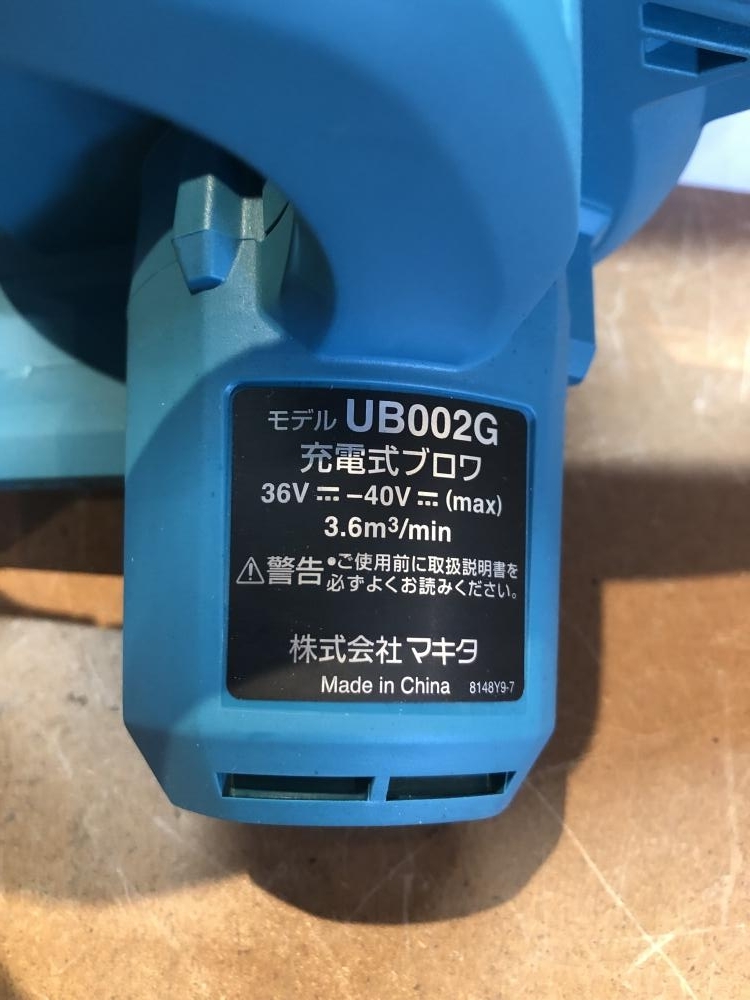 モデル UB002G
充電式ブロワ
36V ⎓ –40V ⎓ (max)
3.6m³/min
⚠警告 •ご使用前に取扱説明書を
必ずよくお読みください。
株式会社マキタ
Made in China 8148Y9-7